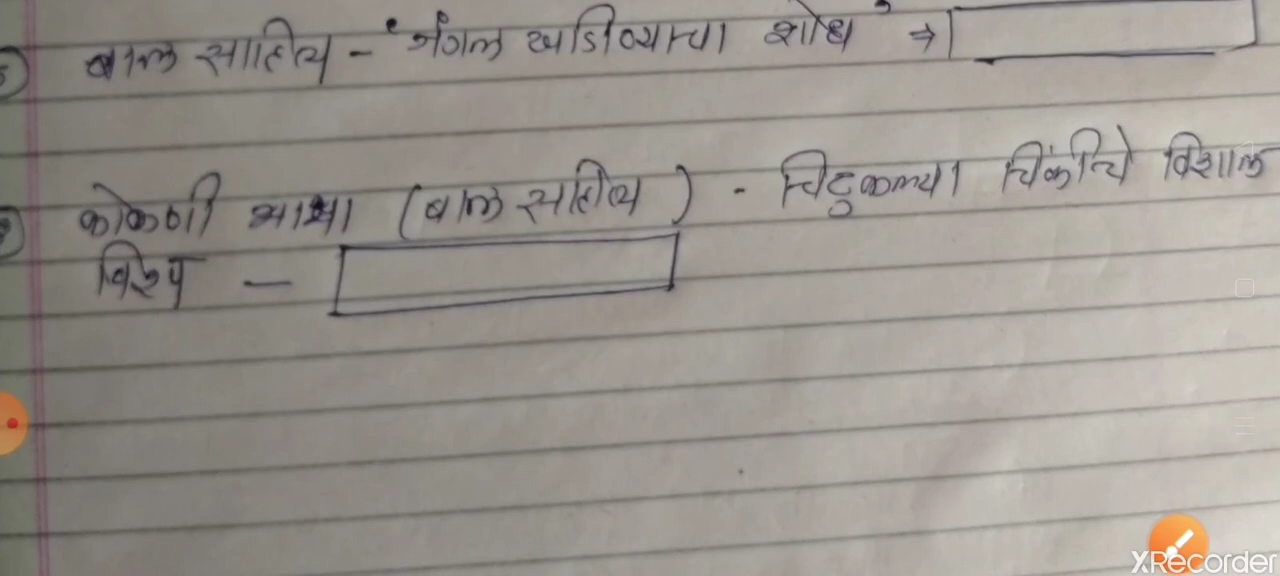 बाल साहित्य - "जंगल खजिन्याचा शोध" →
कोकणी भाषा (बाल साहित्य) - चिटुकल्या चिंकीचे विशाल
विश्व -
XRecorder